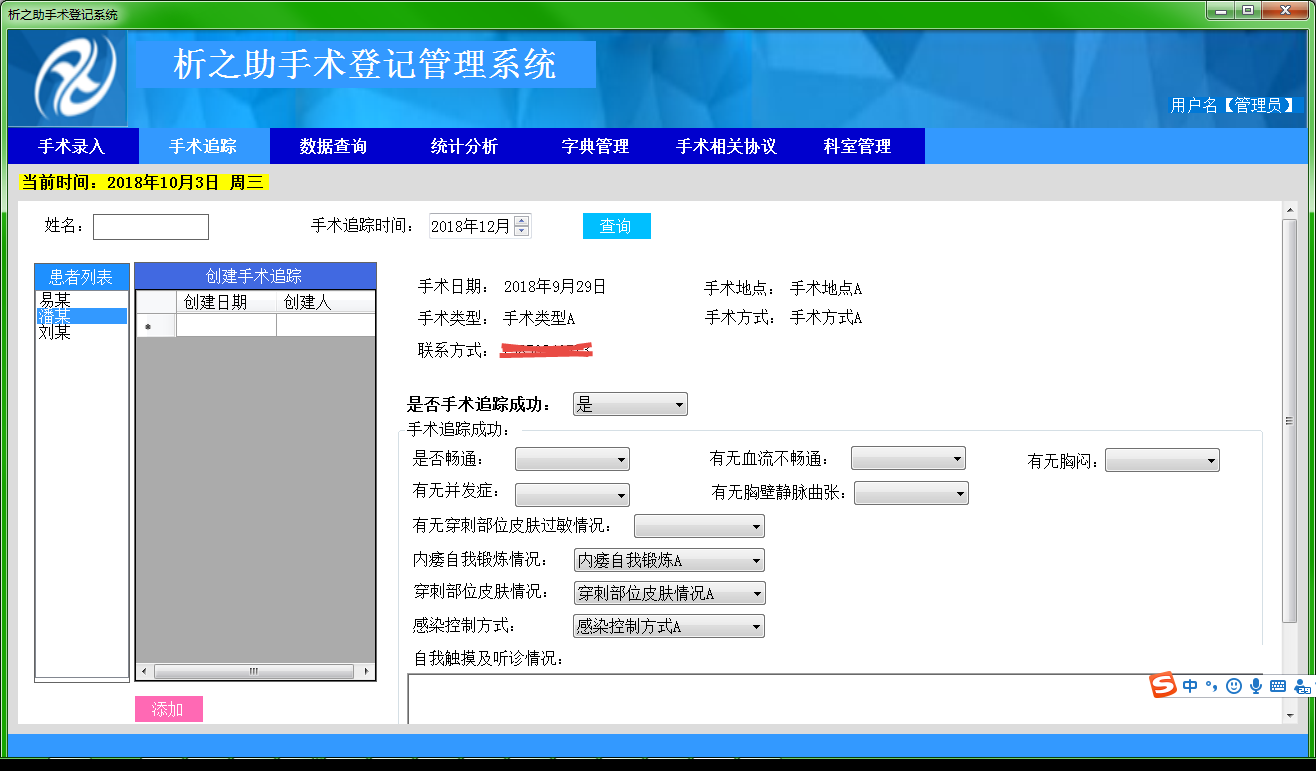 析之助手术登记系统
析之助手术登记管理系统
用户名【管理员】
手术录入 手术追踪 数据查询 统计分析 字典管理 手术相关协议 科室管理
当前时间：2018年10月3日 周三
姓名： 手术追踪时间： 2018年12月 查询
患者列表 创建手术追踪
易某 创建日期 创建人
潘某
刘某
手术日期： 2018年9月29日 手术地点： 手术地点A
手术类型： 手术类型A 手术方式： 手术方式A
联系方式：
是否手术追踪成功： 是
手术追踪成功：
是否畅通： 有无血流不畅通： 有无胸闷：
有无并发症： 有无胸壁静脉曲张：
有无穿刺部位皮肤过敏情况：
内瘘自我锻炼情况： 内瘘自我锻炼A
穿刺部位皮肤情况： 穿刺部位皮肤情况A
感染控制方式： 感染控制方式A
自我触摸及听诊情况：
S 中
添加